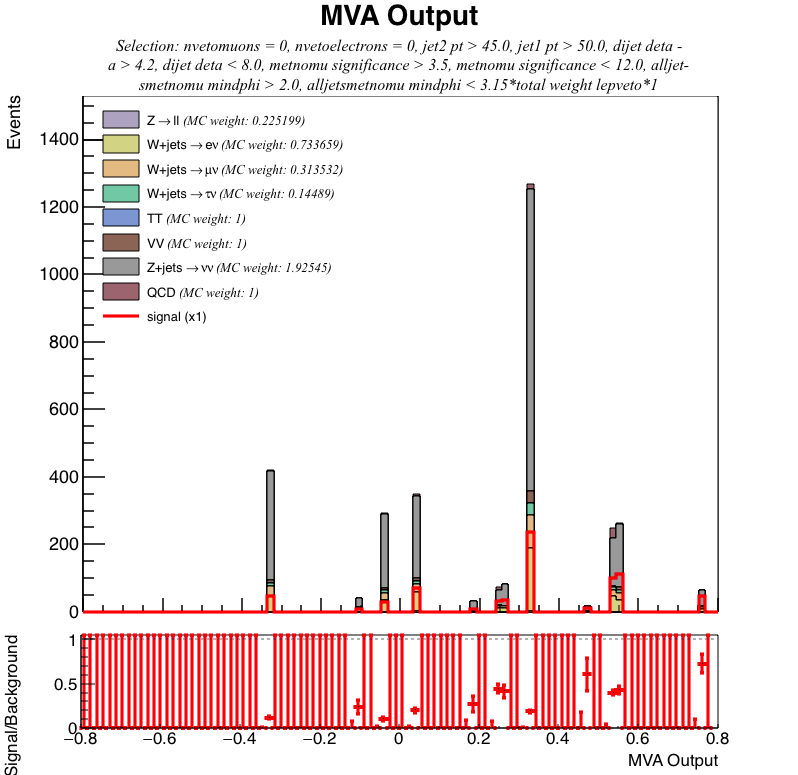 MVA Output
Selection: nvetomuons = 0, nvetoelectrons = 0, jet2 pt > 45.0, jet1 pt > 50.0, dijet deta -
a > 4.2, dijet deta < 8.0, metnomu significance > 3.5, metnomu significance < 12.0, alljet-
smetnomu mindphi > 2.0, alljetsmetnomu mindphi < 3.15*total weight lepveto*1
Events
1400
1200
1000
800
600
400
200
0
Z→ll (MC weight: 0.225199)
W+jets→eν (MC weight: 0.733659)
W+jets→μν (MC weight: 0.313532)
W+jets→τν (MC weight: 0.14489)
TT (MC weight: 1)
VV (MC weight: 1)
Z+jets→νν (MC weight: 1.92545)
QCD (MC weight: 1)
signal (x1)
Signal/Background
1
0.5
0
−0.8 −0.6 −0.4 −0.2 0 0.2 0.4 0.6 0.8
MVA Output